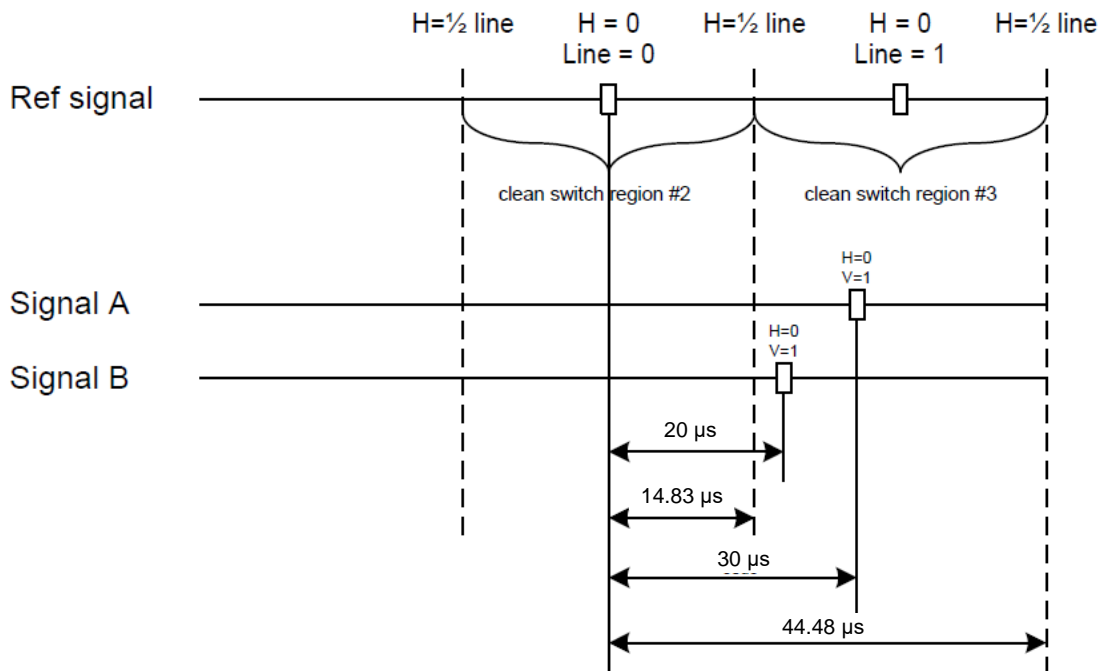 H=½ line H = 0 H=½ line H = 0 H=½ line
Line = 0 Line = 1
Ref signal
clean switch region #2 clean switch region #3
H=0
V=1
Signal A
H=0
V=1
Signal B
20 µs
14.83 µs
30 µs
44.48 µs